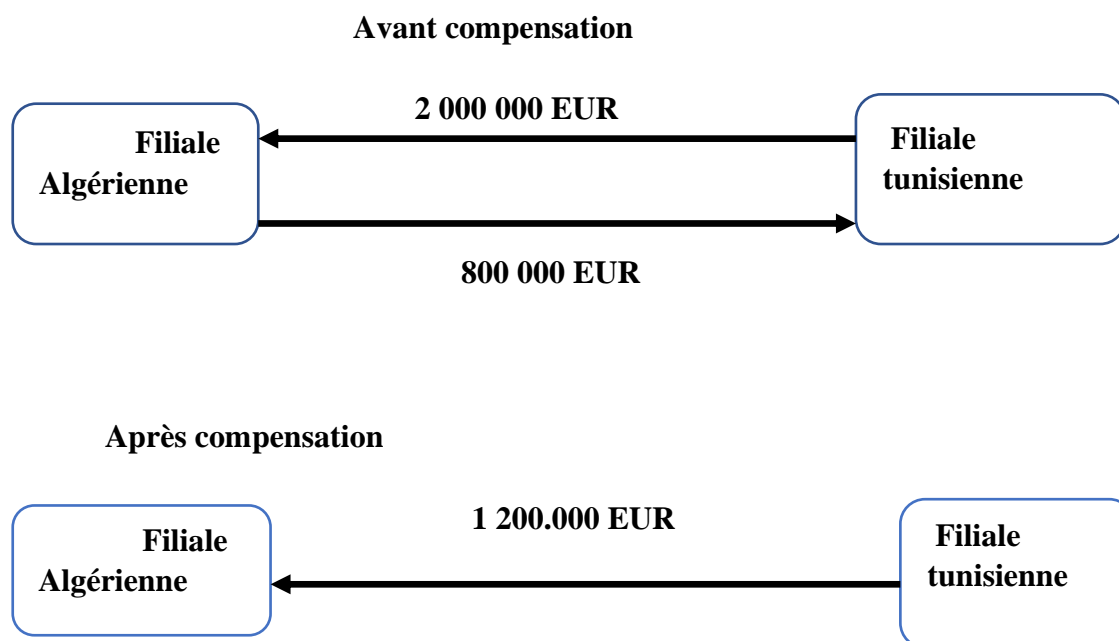 Avant compensation
2 000 000 EUR
Filiale
Algérienne
Filiale
tunisienne
800 000 EUR
Après compensation
1 200.000 EUR
Filiale
Algérienne
Filiale
tunisienne